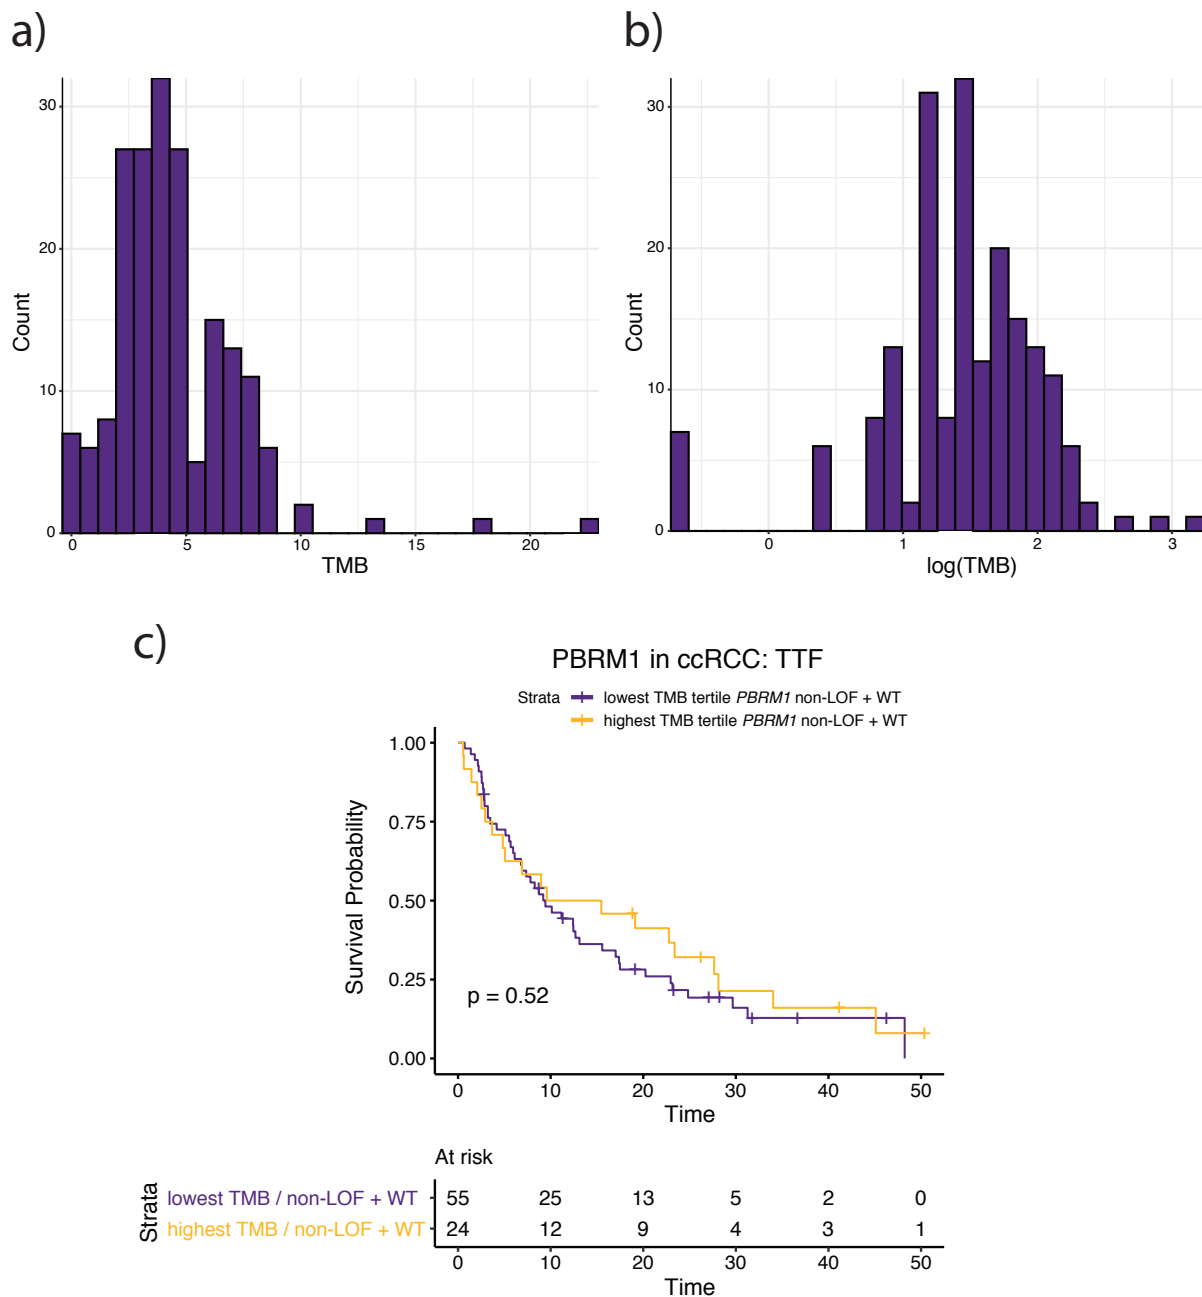 a)
30
20
10
0
Count
0
5
10
15
20
TMB
b)
30
20
10
0
Count
0
1
2
3
log(TMB)
c)
PBRM1 in ccRCC: TTF
Strata
lowest TMB tertile PBRM1 non-LOF + WT
highest TMB tertile PBRM1 non-LOF + WT
1.00
0.75
0.50
0.25
0.00
Survival Probability
p = 0.52
0 10 20 30 40 50
Time
At risk
Strata
lowest TMB / non-LOF + WT 55 25 13 5 2 0
highest TMB / non-LOF + WT 24 12 9 4 3 1
0 10 20 30 40 50
Time